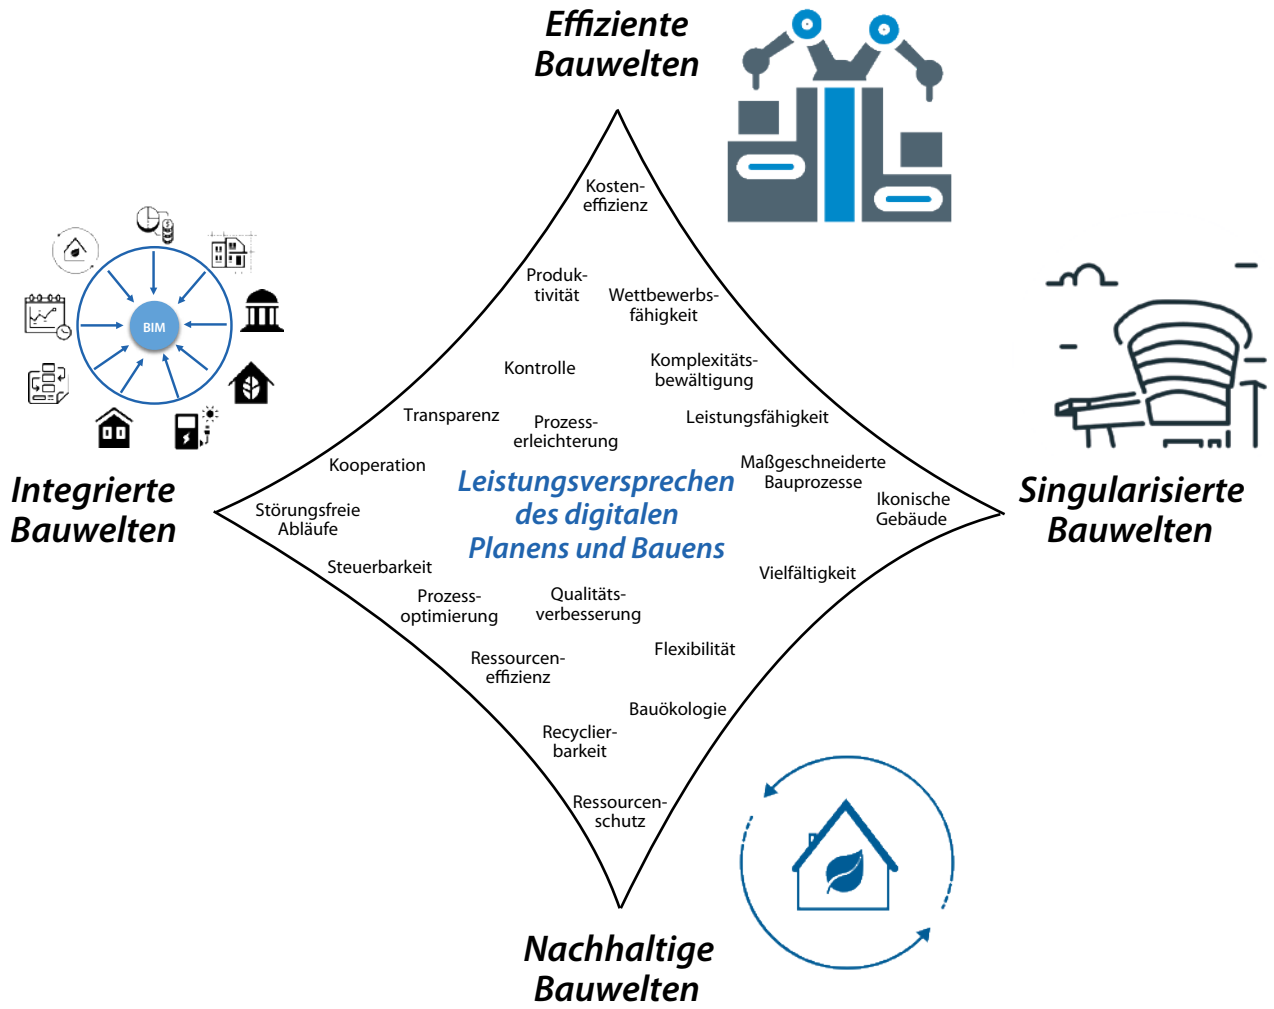 Effiziente
Bauwelten
Kosten-
effizienz
Produk-
tivität
Wettbewerbs-
fähigkeit
Kontrolle
Komplexitäts-
bewältigung
Transparenz
Prozess-
erleichterung
Leistungsfähigkeit
BIM
Kooperation
Maßgeschneiderte
Bauprozesse
Integrierte
Bauwelten
Störungsfreie
Abläufe
Leistungsversprechen
des digitalen
Planens und Bauens
Ikonische
Gebäude
Singularisierte
Bauwelten
Steuerbarkeit
Vielfältigkeit
Prozess-
optimierung
Qualitäts-
verbesserung
Flexibilität
Ressourcen-
effizienz
Bauökologie
Recyclier-
barkeit
Ressourcen-
schutz
Nachhaltige
Bauwelten